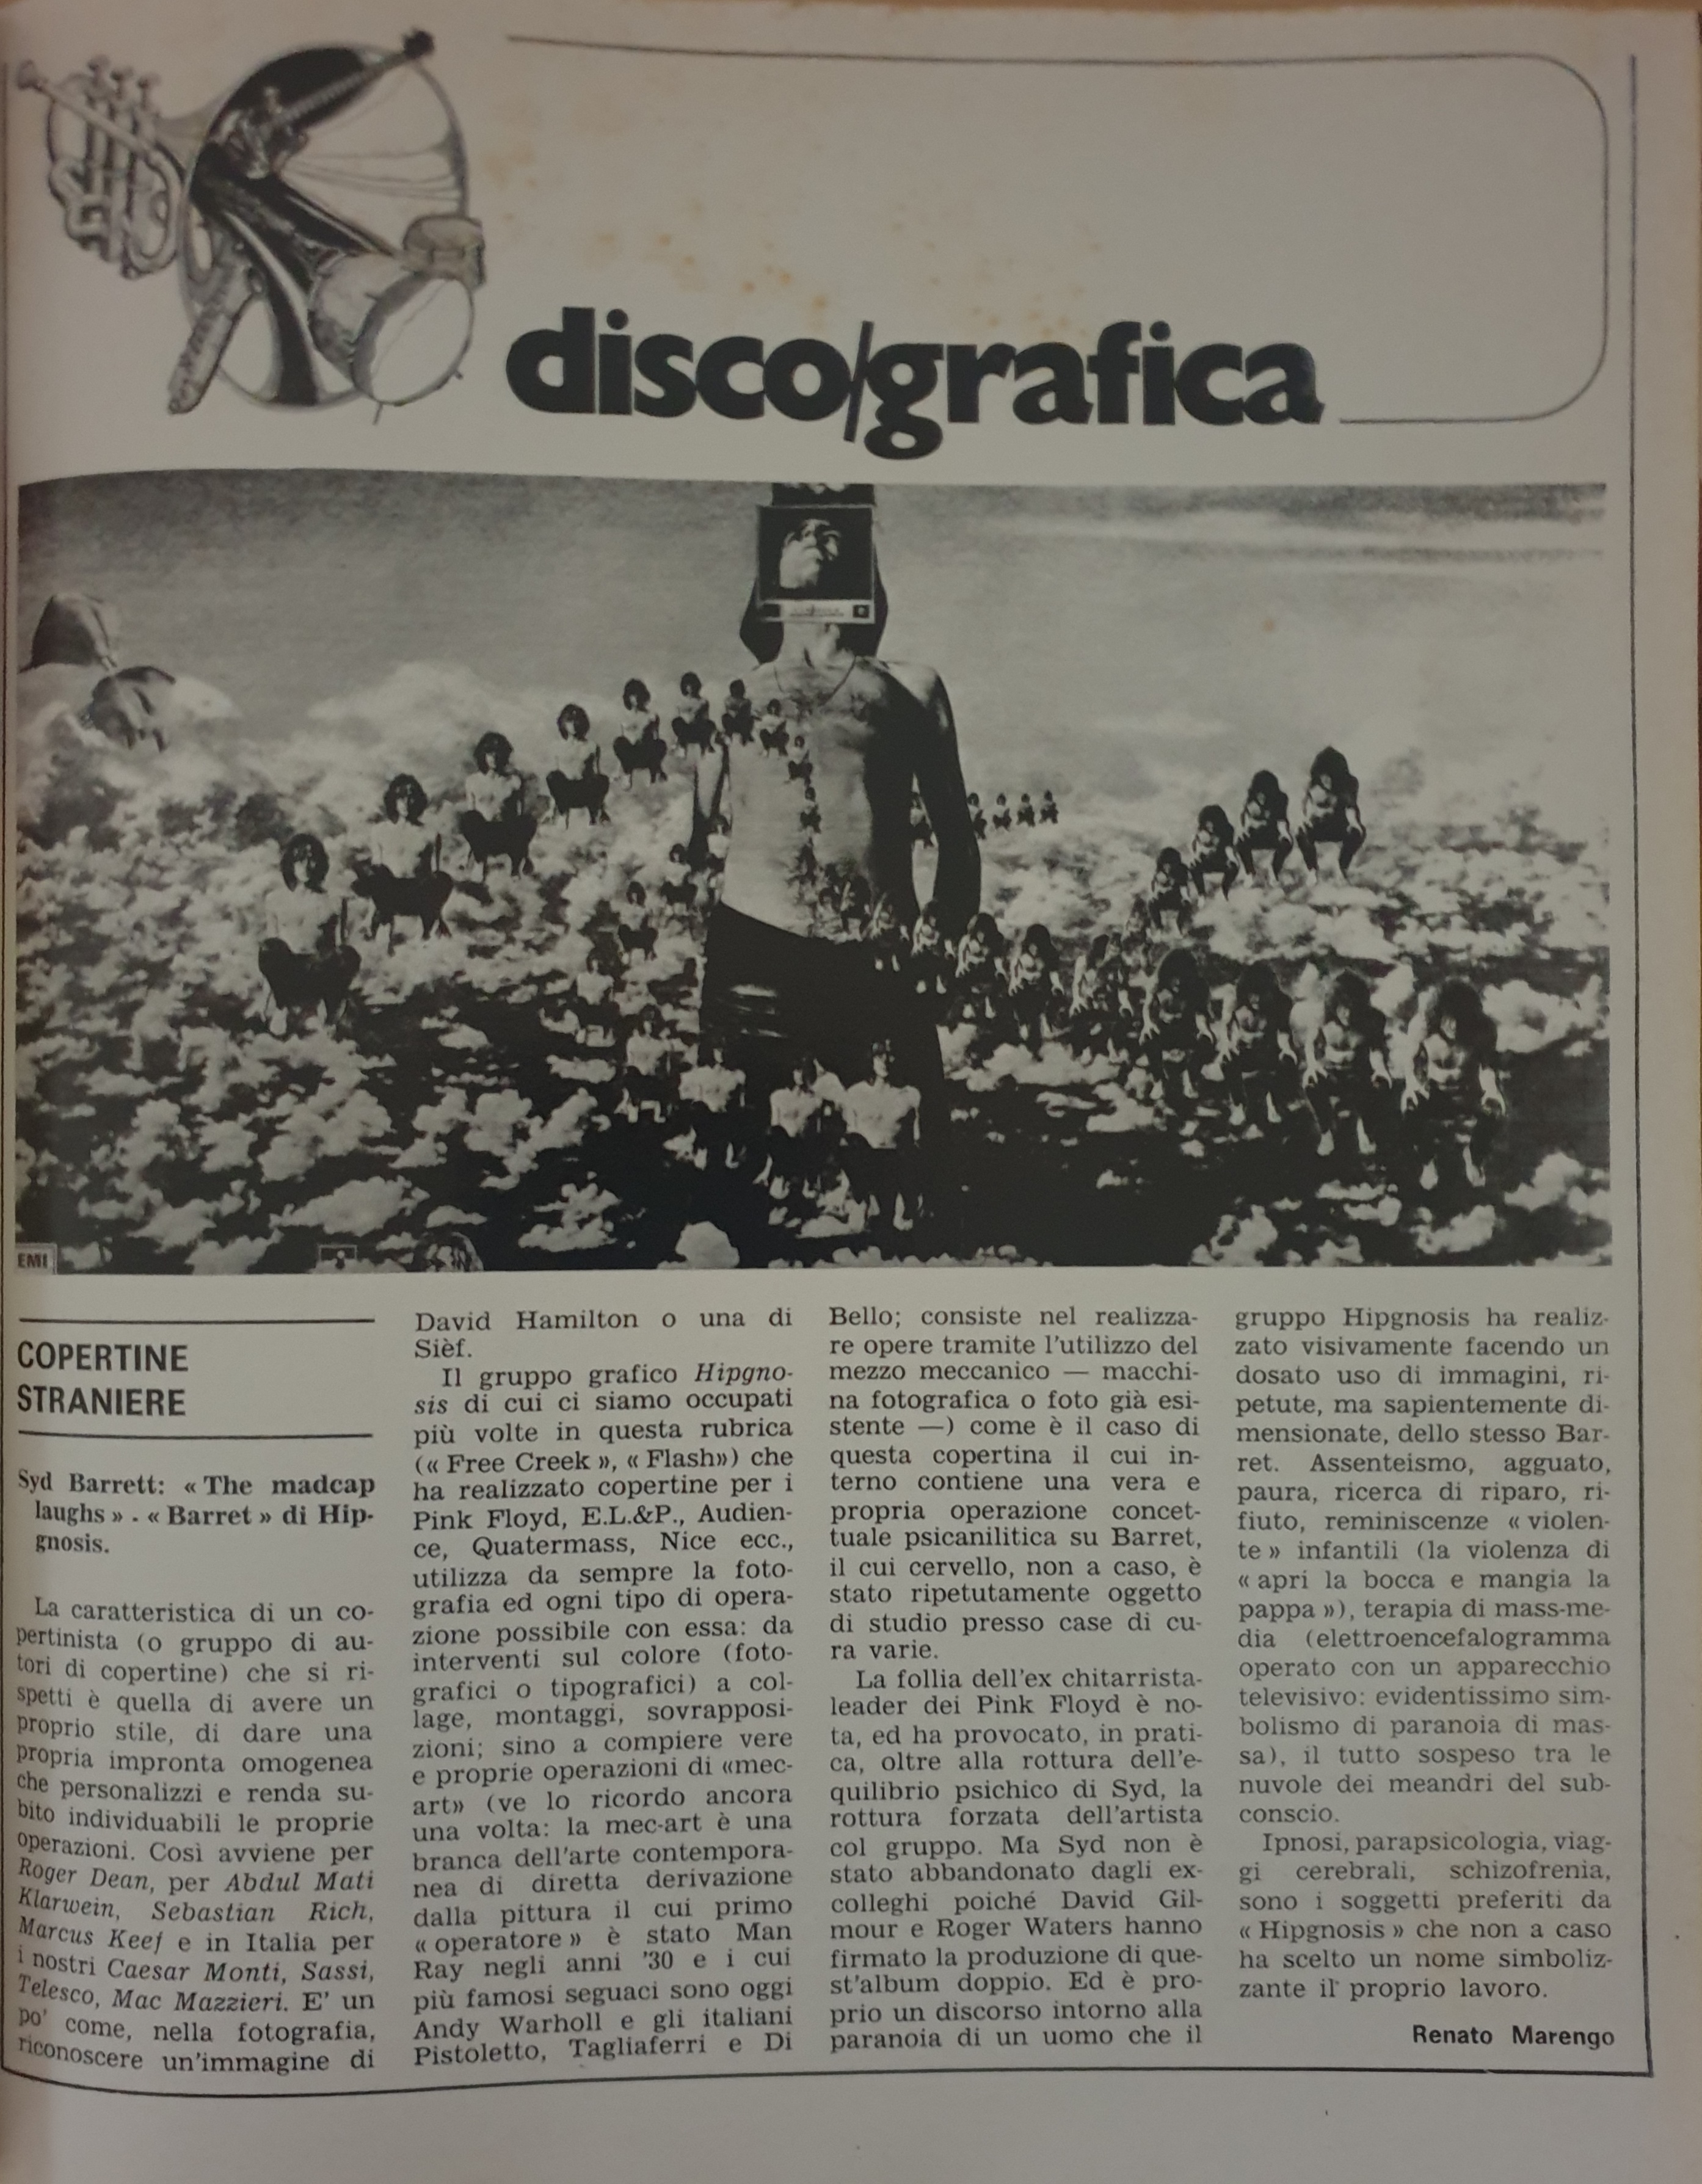 disco/grafica
EMI
COPERTINE
STRANIERE
Syd Barrett: « The madcap
laughs » - « Barret » di Hip-
gnosis.
La caratteristica di un co-
pertinista (o gruppo di au-
tori di copertine) che si ri-
spetti è quella di avere un
proprio stile, di dare una
propria impronta omogenea
che personalizzi e renda su-
bito individuabili le proprie
operazioni. Così avviene per
Roger Dean, per Abdul Mati
Klarwein, Sebastian Rich,
Marcus Keef e in Italia per
i nostri Caesar Monti, Sassi,
Telesco, Mac Mazzieri. E' un
po' come, nella fotografia,
riconoscere un'immagine di
David Hamilton o una di
Sièf.
Il gruppo grafico Hipgno-
sis di cui ci siamo occupati
più volte in questa rubrica
(« Free Creek », « Flash») che
ha realizzato copertine per i
Pink Floyd, E.L.&P., Audien-
ce, Quatermass, Nice ecc.,
utilizza da sempre la foto-
grafia ed ogni tipo di opera-
zione possibile con essa: da
interventi sul colore (foto-
grafici o tipografici) a col-
lage, montaggi, sovrapposi-
zioni; sino a compiere vere
e proprie operazioni di «mec-
art» (ve lo ricordo ancora
una volta: la mec-art è una
branca dell'arte contempora-
nea di diretta derivazione
dalla pittura il cui primo
« operatore » è stato Man
Ray negli anni '30 e i cui
più famosi seguaci sono oggi
Andy Warholl e gli italiani
Pistoletto, Tagliaferri e Di
Bello; consiste nel realizza-
re opere tramite l'utilizzo del
mezzo meccanico — macchi-
na fotografica o foto già esi-
stente —) come è il caso di
questa copertina il cui in-
terno contiene una vera e
propria operazione concet-
tuale psicanilitica su Barret,
il cui cervello, non a caso, è
stato ripetutamente oggetto
di studio presso case di cu-
ra varie.
La follia dell'ex chitarrista-
leader dei Pink Floyd è no-
ta, ed ha provocato, in prati-
ca, oltre alla rottura dell'e-
quilibrio psichico di Syd, la
rottura forzata dell'artista
col gruppo. Ma Syd non è
stato abbandonato dagli ex-
colleghi poiché David Gil-
mour e Roger Waters hanno
firmato la produzione di que-
st'album doppio. Ed è pro-
prio un discorso intorno alla
paranoia di un uomo che il
gruppo Hipgnosis ha realiz-
zato visivamente facendo un
dosato uso di immagini, ri-
petute, ma sapientemente di-
mensionate, dello stesso Bar-
ret. Assenteismo, agguato,
paura, ricerca di riparo, ri-
fiuto, reminiscenze « violen-
te » infantili (la violenza di
« apri la bocca e mangia la
pappa »), terapia di mass-me-
dia (elettroencefalogramma
operato con un apparecchio
televisivo: evidentissimo sim-
bolismo di paranoia di mas-
sa), il tutto sospeso tra le
nuvole dei meandri del sub-
conscio.
Ipnosi, parapsicologia, viag-
gi cerebrali, schizofrenia,
sono i soggetti preferiti da
« Hipgnosis » che non a caso
ha scelto un nome simboliz-
zante il proprio lavoro.
Renato Marengo